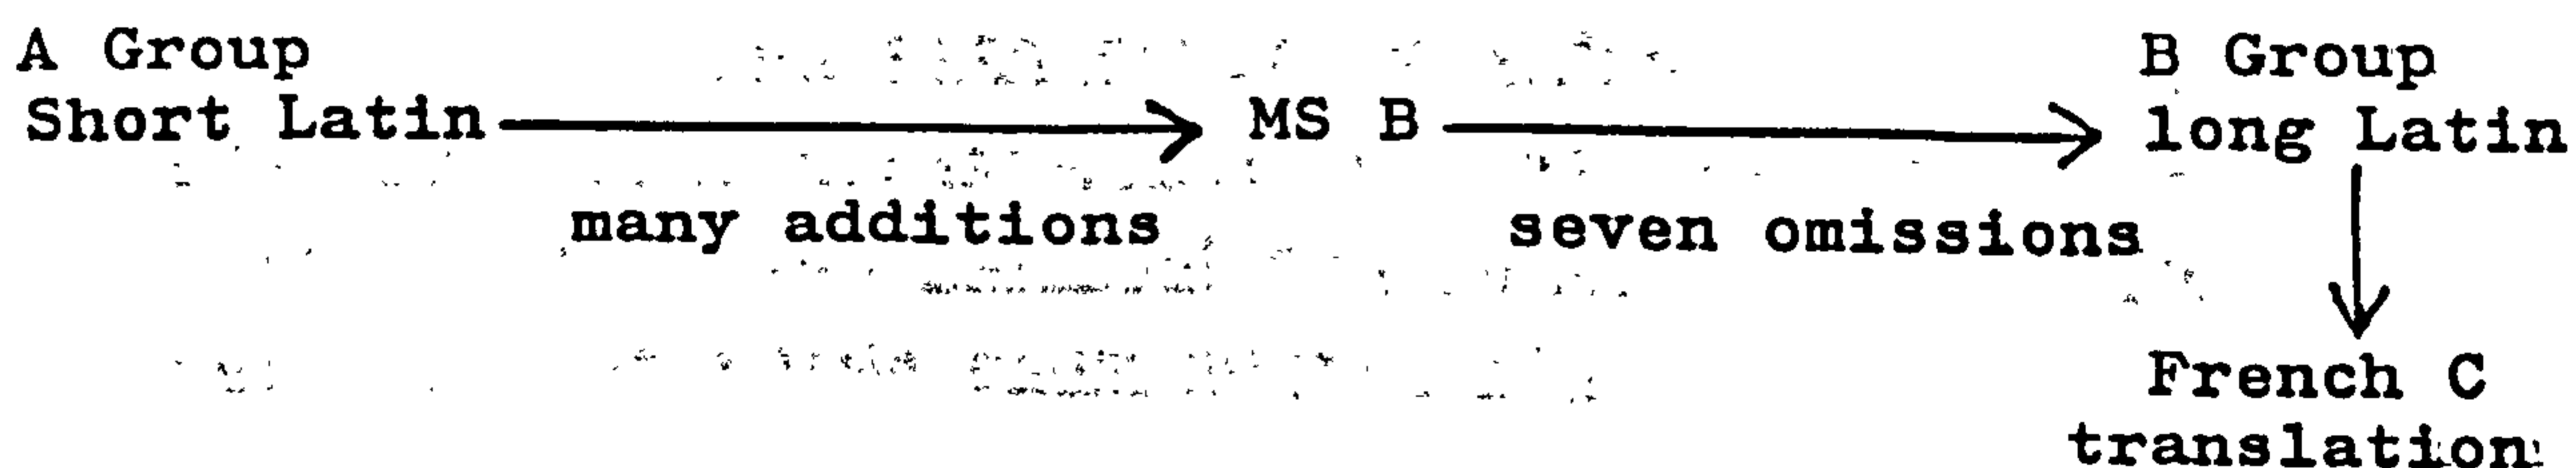 A Group
Short Latin
MS B
B Group
long Latin
many additions
seven omissions
French C
translation